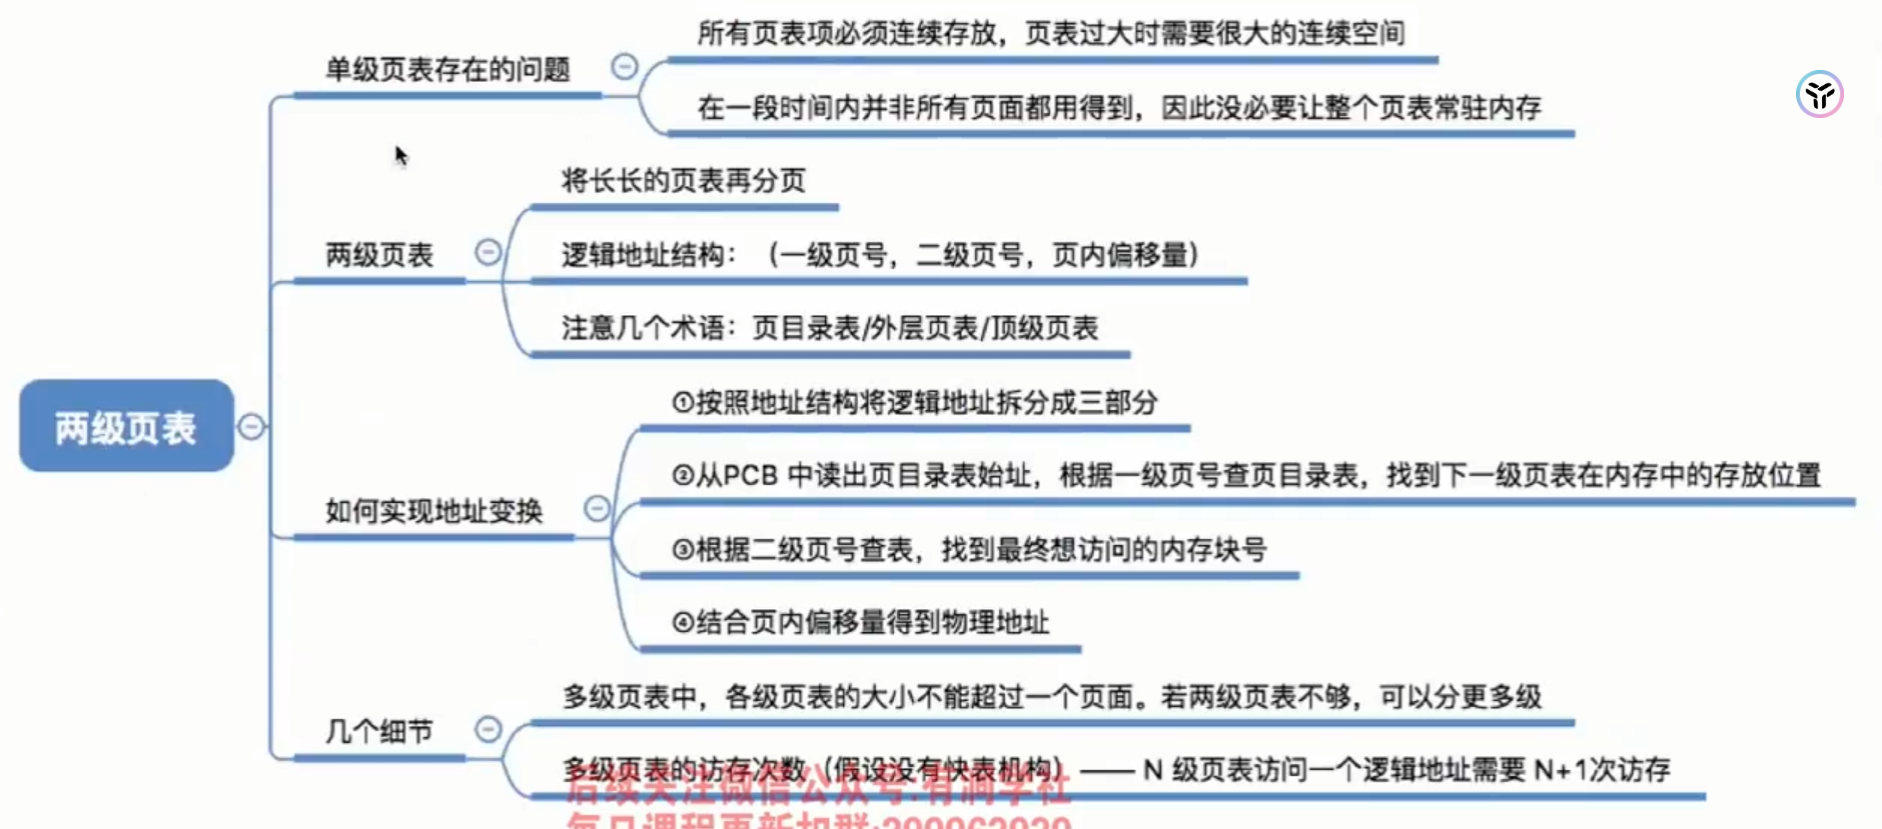 单级页表存在的问题
所有页表项必须连续存放，页表过大时需要很大的连续空间
在一段时间内并非所有页面都用得到，因此没必要让整个页表常驻内存
两级页表
将长长的页表再分页
逻辑地址结构：（一级页号，二级页号，页内偏移量）
注意几个术语：页目录表/外层页表/顶级页表
两级页表
如何实现地址变换
①按照地址结构将逻辑地址拆分成三部分
②从PCB 中读出页目录表始址，根据一级页号查页目录表，找到下一级页表在内存中的存放位置
③根据二级页号查表，找到最终想访问的内存块号
④结合页内偏移量得到物理地址
几个细节
多级页表中，各级页表的大小不能超过一个页面。若两级页表不够，可以分更多级
多级页表的访存次数（假设没有快表机构）—— N 级页表访问一个逻辑地址需要 N+1次访存
后续关注微信公众号:有涧学社
每日课程更新扣群: